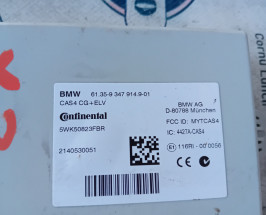 BMW 61.35-9 347 914.9-01
CAS4 CG+ELV
Continental
5WK50823FBR
2140530051
BMW AG
D-80788 München
FCC ID: MYTCAS4
IC: 4427A-CAS4